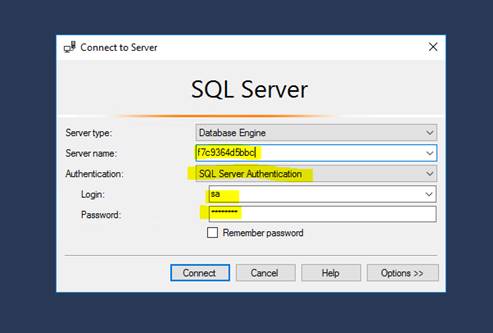 Connect to Server
SQL Server
Server type: Database Engine
Server name: f7c9364d5bbc
Authentication: SQL Server Authentication
Login: sa
Password: ********
Remember password
Connect Cancel Help Options >>